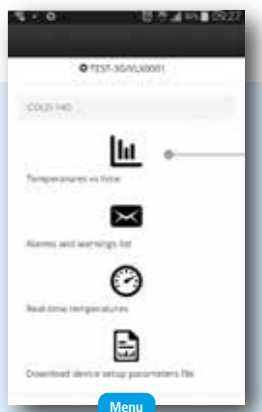 09:27
TEST-3G/VLX0001
Temperatures vs time
Alarms and warnings list
Real-time temperatures
Download device setup parameters file
Menu